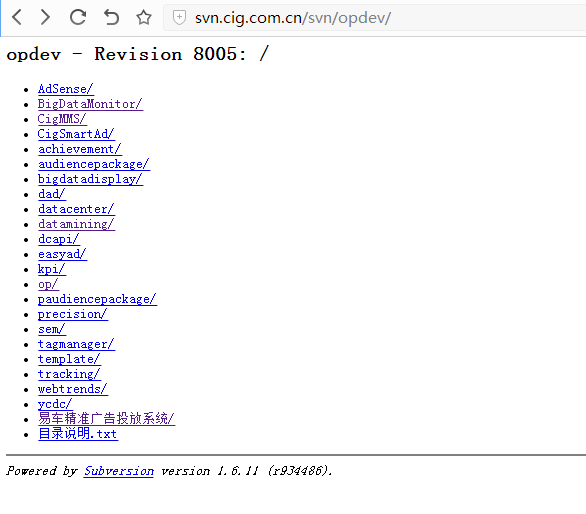 svn.cig.com.cn/svn/opdev/
opdev - Revision 8005: /
AdSense/
BigDataMonitor/
CigMMS/
CigSmartAd/
achievement/
audiencepackage/
bigdatadisplay/
dad/
datacenter/
datamining/
dcapi/
easyad/
kpi/
op/
paudiencepackage/
precision/
sem/
tagmanager/
template/
tracking/
webtrends/
ycdc/
易车精准广告投放系统/
目录说明.txt
Powered by Subversion version 1.6.11 (r934486).